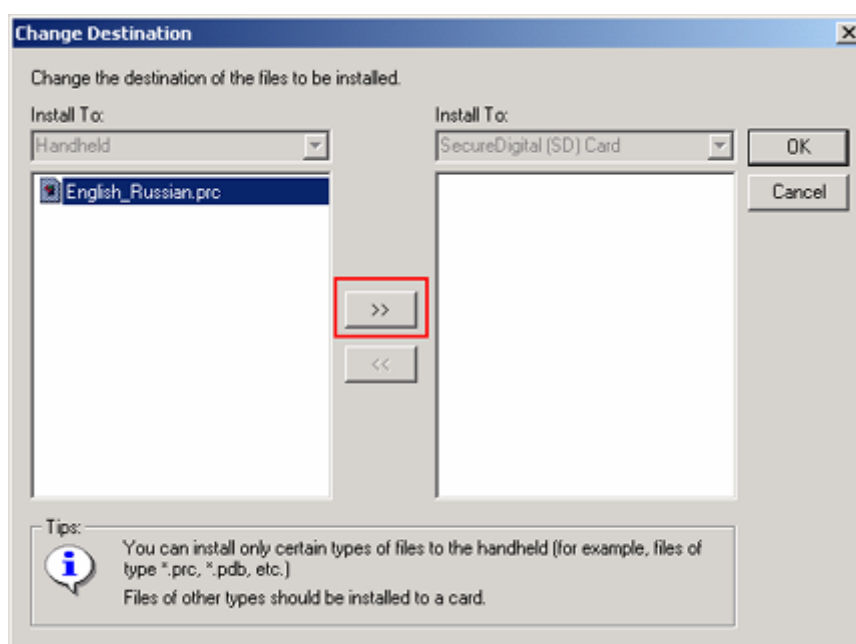 Change Destination
Change the destination of the files to be installed.
Install To:
Install To:
Handheld
SecureDigital (SD) Card
OK
English_Russian.prc
Cancel
>>
<<
Tips:
You can install only certain types of files to the handheld (for example, files of
type *.prc, *.pdb, etc.)
Files of other types should be installed to a card.